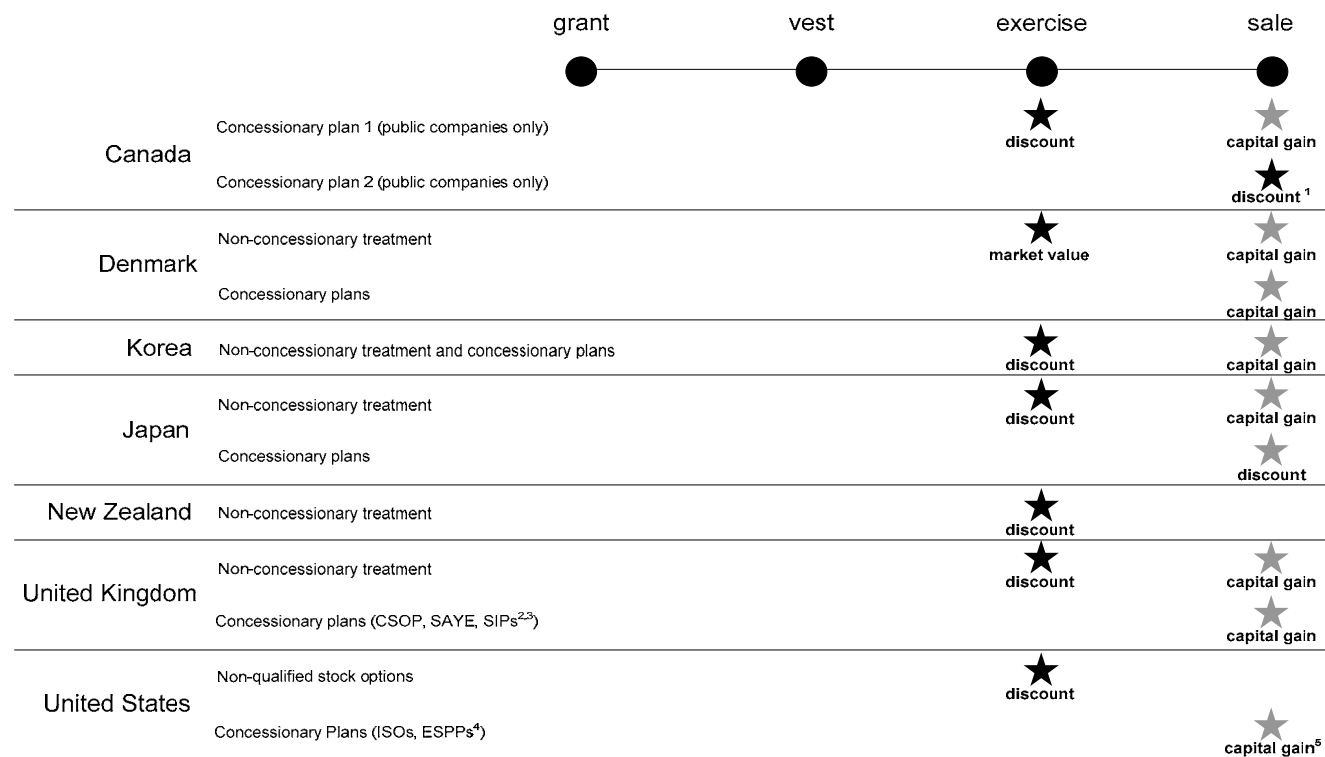 grant vest exercise sale
Concessionary plan 1 (public companies only)
discount capital gain
Canada
Concessionary plan 2 (public companies only)
discount 1
Non-concessionary treatment
market value capital gain
Denmark
Concessionary plans
capital gain
Korea Non-concessionary treatment and concessionary plans
discount capital gain
Non-concessionary treatment
discount capital gain
Japan
Concessionary plans
discount
New Zealand Non-concessionary treatment
discount
Non-concessionary treatment
discount capital gain
United Kingdom
Concessionary plans (CSOP, SAYE, SIPs2,3)
capital gain
Non-qualified stock options
discount
United States
Concessionary Plans (ISOs, ESPPs4)
capital gain5